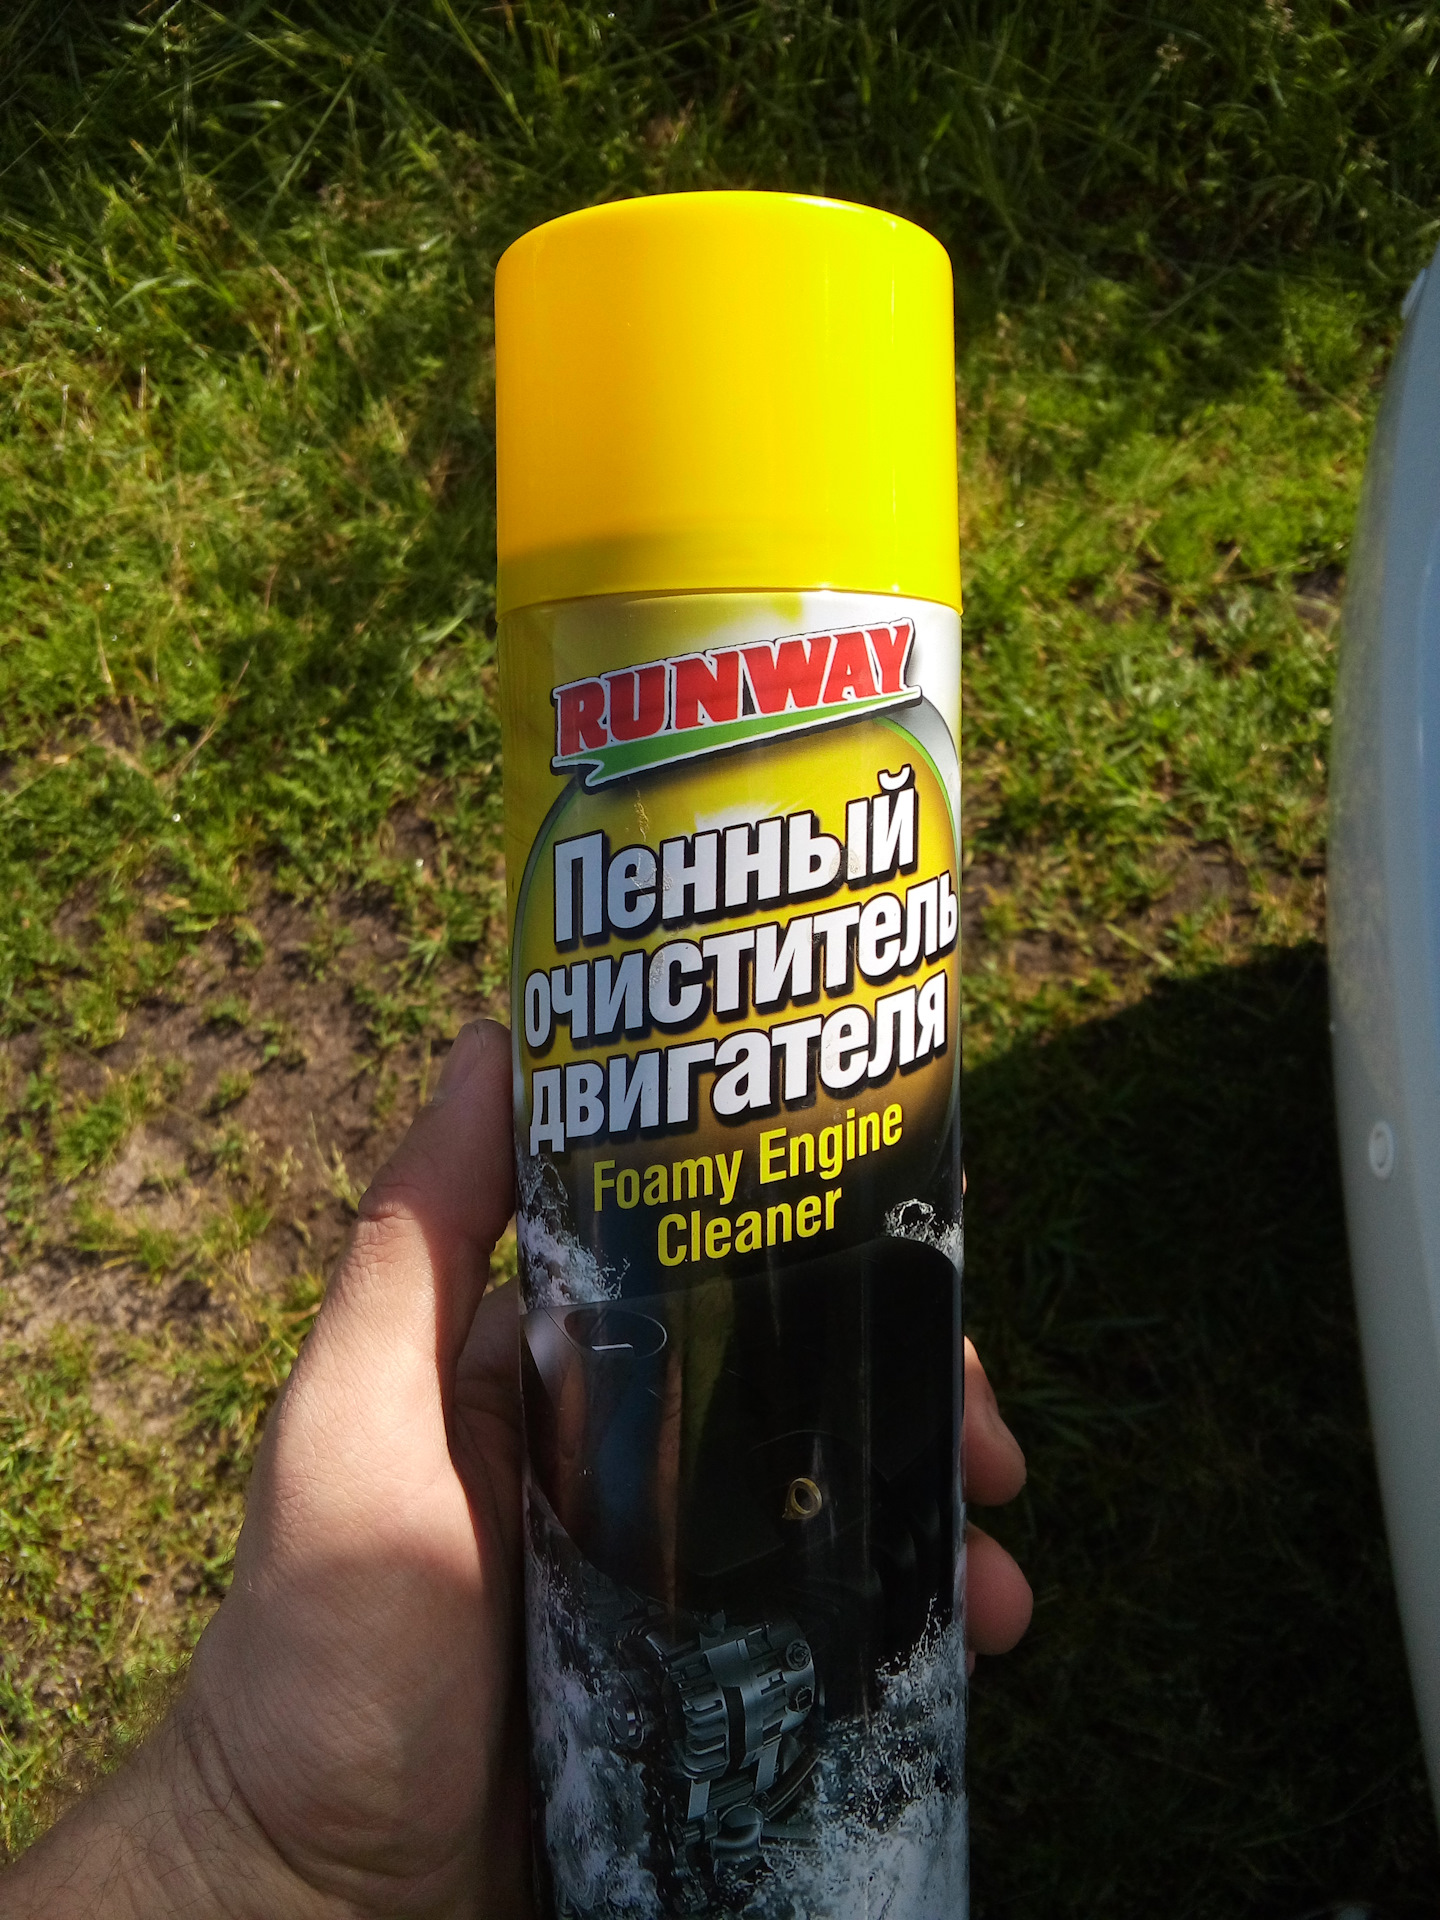 RUNWAY
Пенный
очиститель
двигателя
Foamy Engine
Cleaner